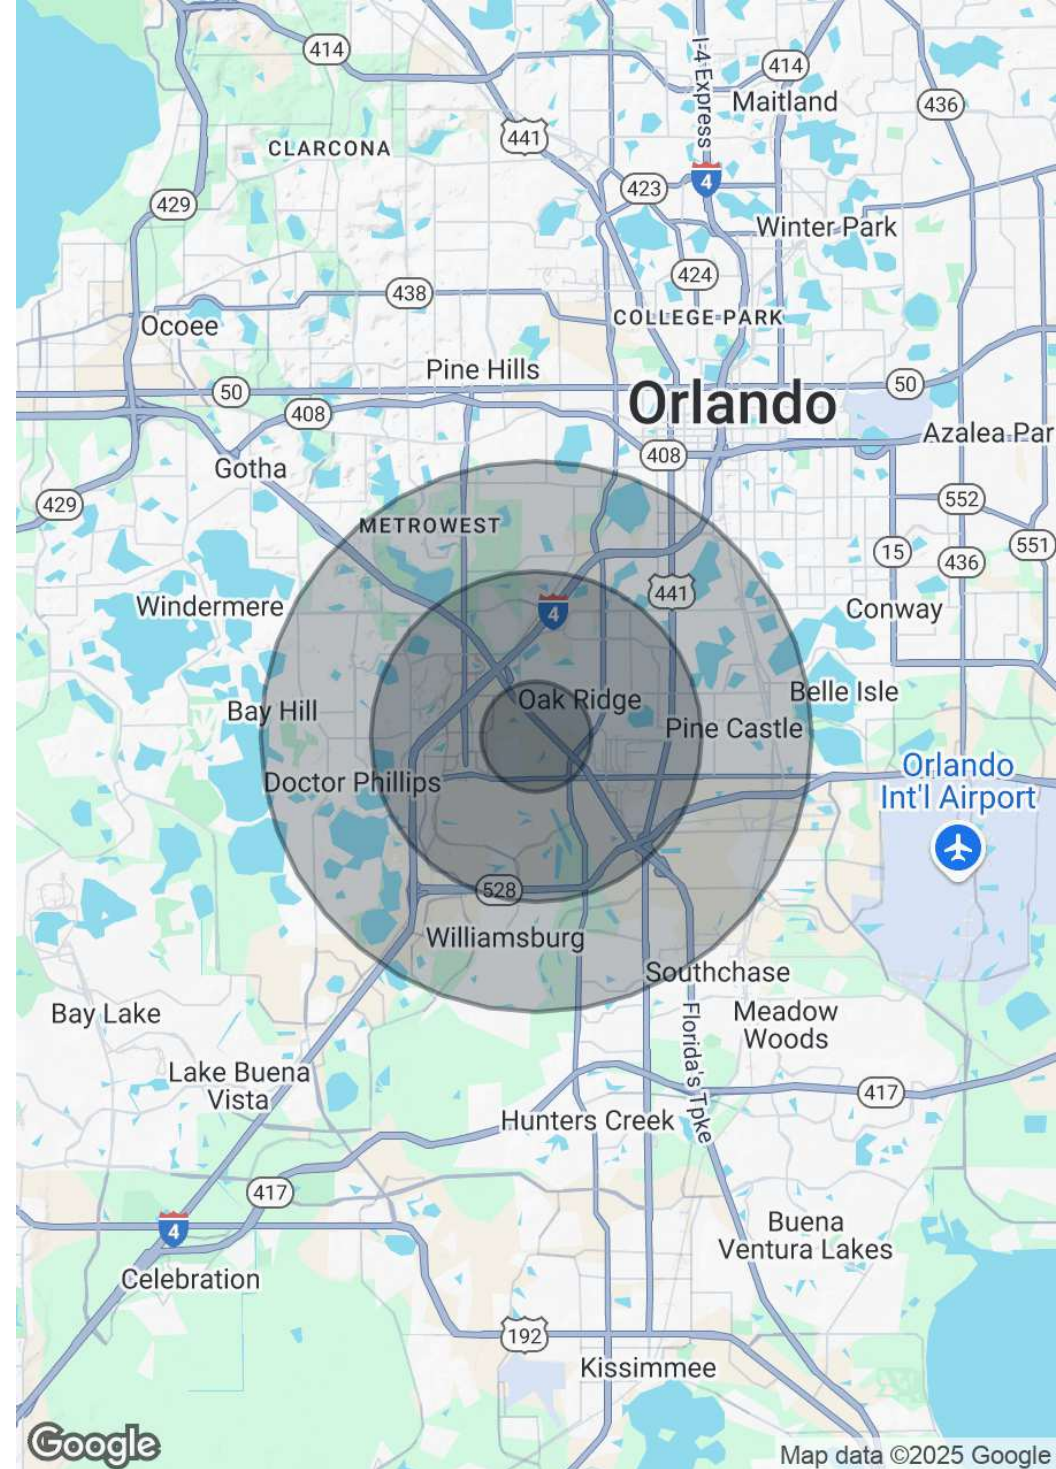 414
I-4 Express
414
Maitland
436
441
CLARCONA
423
4
429
Winter Park
424
438
COLLEGE PARK
Ocoee
Pine Hills
50
50
408
Orlando
Azalea Par
408
Gotha
429
552
METROWEST
15
551
436
441
4
Windermere
Conway
Belle Isle
Oak Ridge
Bay Hill
Pine Castle
Doctor Phillips
Orlando
Int'l Airport
528
Williamsburg
Southchase
Bay Lake
Meadow
Woods
Florida's Tpke
Lake Buena
Vista
417
Hunters Creek
417
4
Buena
Ventura Lakes
Celebration
192
Kissimmee
Google
Map data ©2025 Google